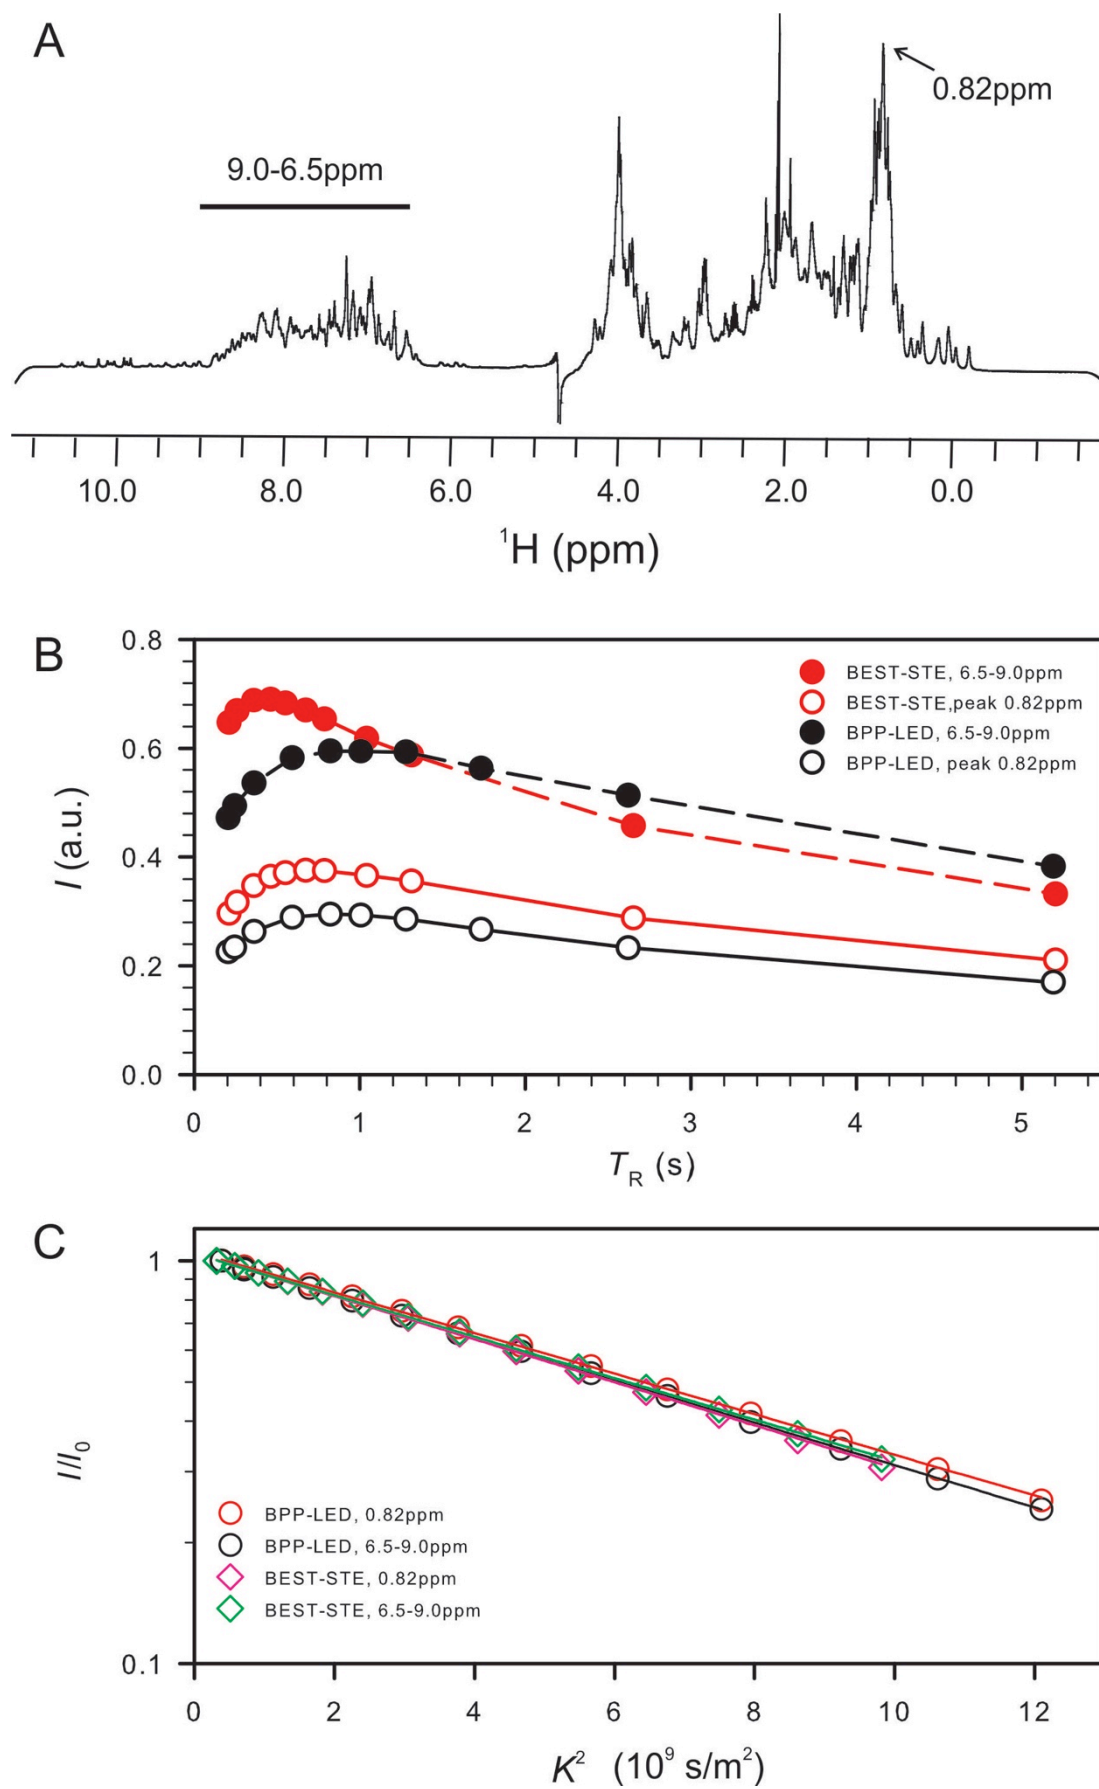 A
0.82ppm
9.0-6.5ppm
10.0 8.0 6.0 4.0 2.0 0.0
¹H (ppm)
B
0.8
0.6
0.4
0.2
0.0
I (a.u.)
BEST-STE, 6.5-9.0ppm
BEST-STE,peak 0.82ppm
BPP-LED, 6.5-9.0ppm
BPP-LED, peak 0.82ppm
0 1 2 3 4 5
T_R (s)
C
1
0.1
I/I₀
BPP-LED, 0.82ppm
BPP-LED, 6.5-9.0ppm
BEST-STE, 0.82ppm
BEST-STE, 6.5-9.0ppm
0 2 4 6 8 10 12
K² (10⁹ s/m²)